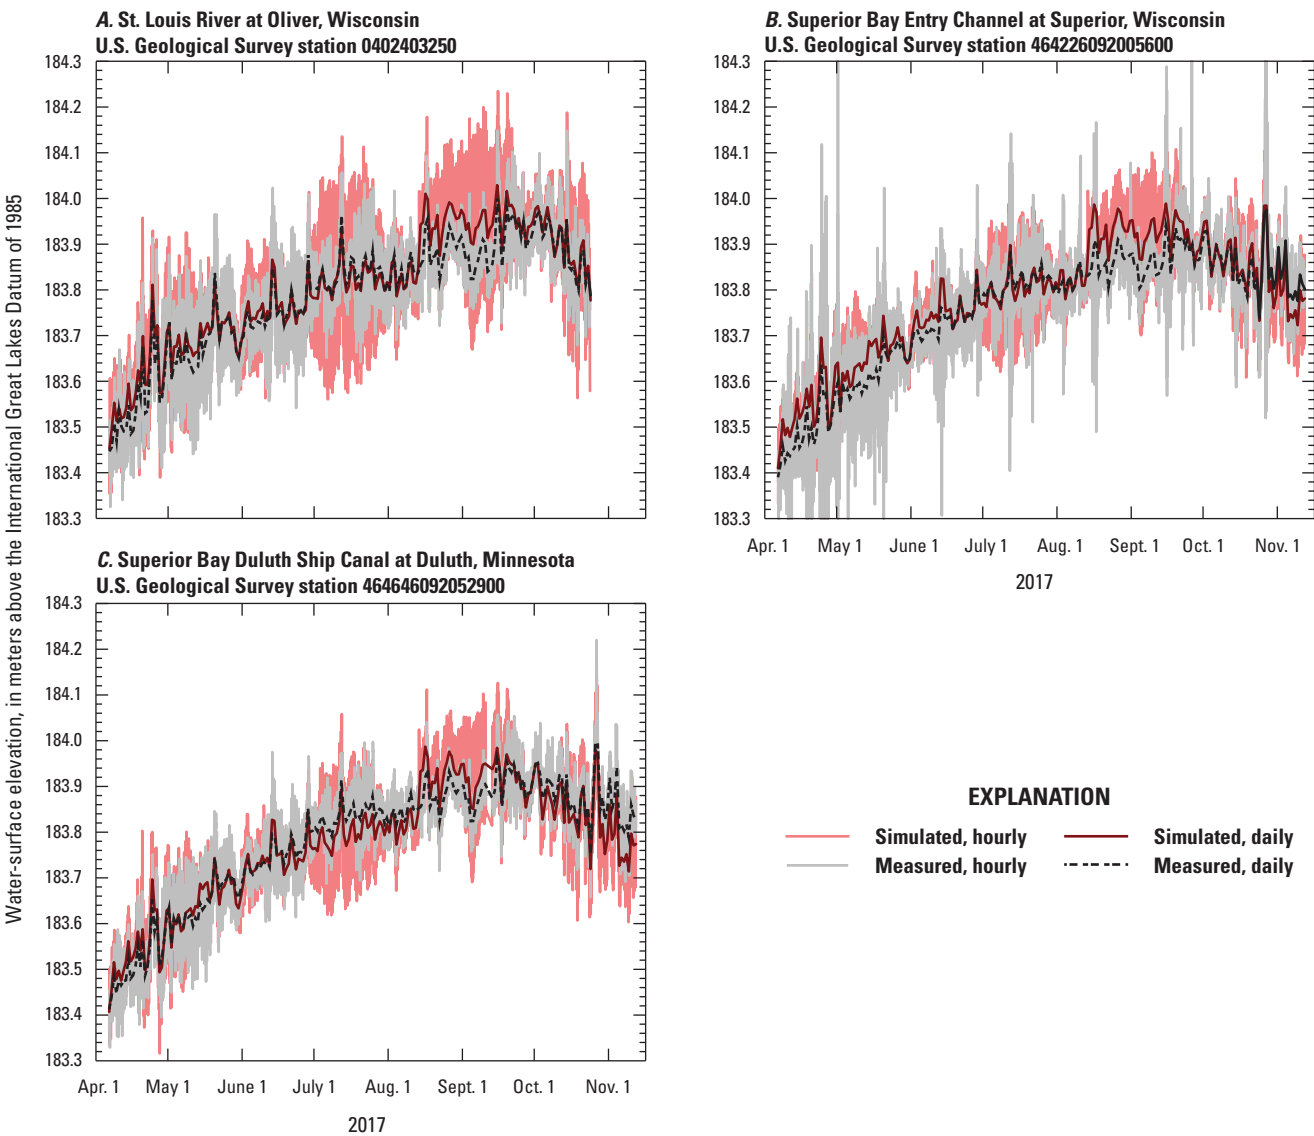 A. St. Louis River at Oliver, Wisconsin
U.S. Geological Survey station 0402403250
184.3
184.2
184.1
184.0
183.9
183.8
183.7
183.6
183.5
183.4
183.3
B. Superior Bay Entry Channel at Superior, Wisconsin
U.S. Geological Survey station 464226092005600
184.3
184.2
184.1
184.0
183.9
183.8
183.7
183.6
183.5
183.4
183.3
Apr. 1 May 1 June 1 July 1 Aug. 1 Sept. 1 Oct. 1 Nov. 1
2017
C. Superior Bay Duluth Ship Canal at Duluth, Minnesota
U.S. Geological Survey station 464646092052900
184.3
184.2
184.1
184.0
183.9
183.8
183.7
183.6
183.5
183.4
183.3
Apr. 1 May 1 June 1 July 1 Aug. 1 Sept. 1 Oct. 1 Nov. 1
2017
Water-surface elevation, in meters above the International Great Lakes Datum of 1985
EXPLANATION
Simulated, hourly Simulated, daily
Measured, hourly Measured, daily